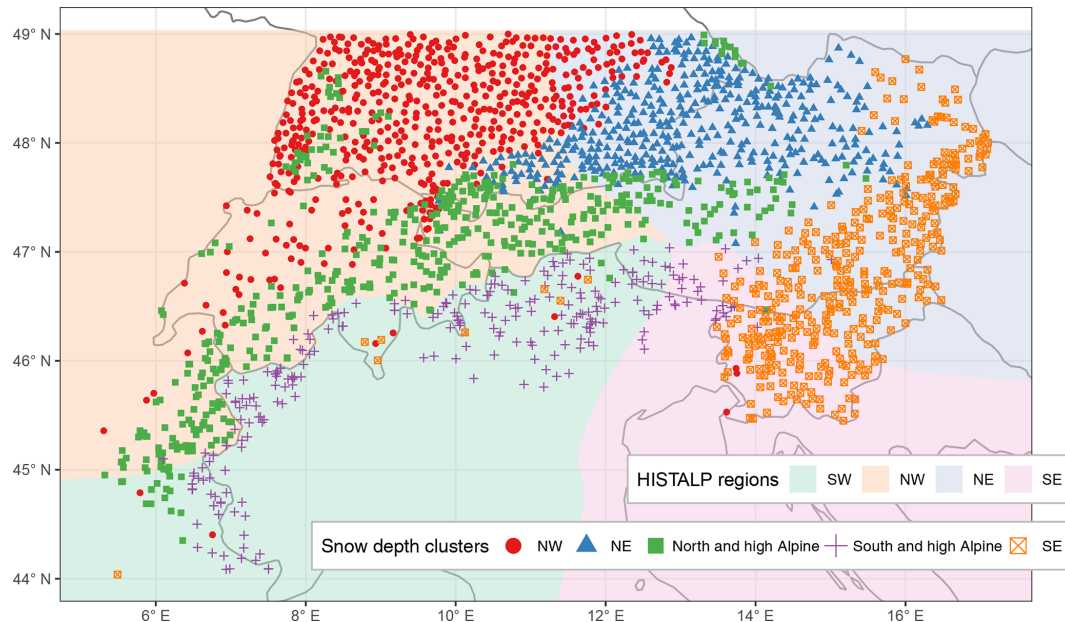 49° N
48° N
47° N
46° N
45° N
44° N
HISTALP regions SW NW NE SE
Snow depth clusters NW NE North and high Alpine South and high Alpine SE
6° E 8° E 10° E 12° E 14° E 16° E